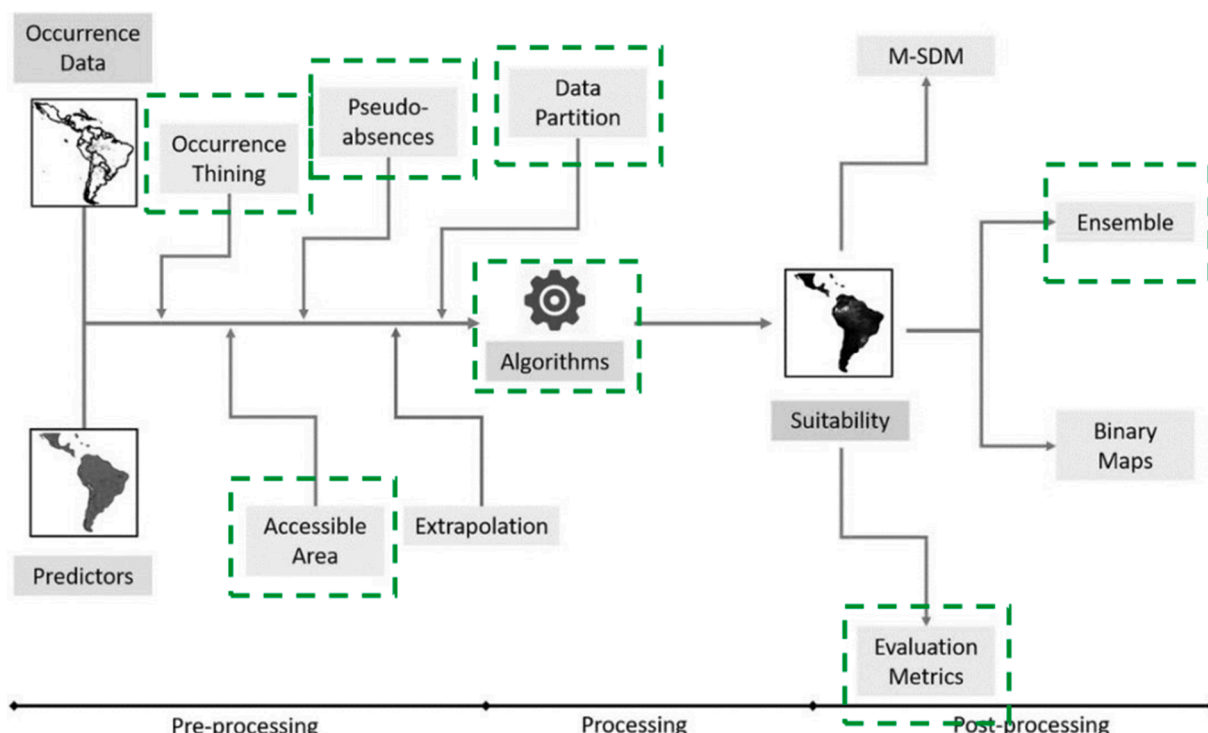 Occurrence
Data
Occurrence
Thining
Pseudo-
absences
Data
Partition
M-SDM
Ensemble
Algorithms
Suitability
Binary
Maps
Accessible
Area
Extrapolation
Predictors
Evaluation
Metrics
Pre-processing
Processing
Post-processing